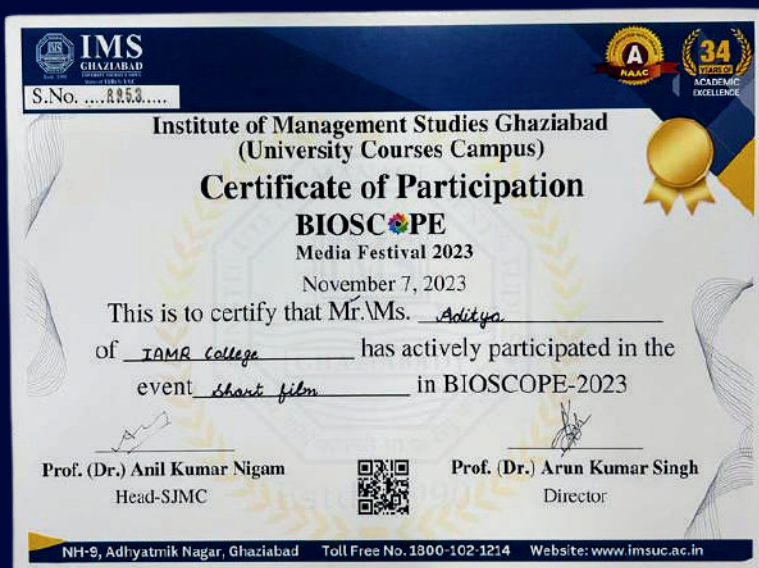 IMS
GHAZIABAD
S.No. ....8953.....
A
NAAC
34
YEARS OF
ACADEMIC
EXCELLENCE
Institute of Management Studies Ghaziabad
(University Courses Campus)
Certificate of Participation
BIOSCOPE
Media Festival 2023
November 7, 2023
This is to certify that Mr.\Ms. Aditya
of IAMR College has actively participated in the
event short film in BIOSCOPE-2023
Prof. (Dr.) Anil Kumar Nigam
Head-SJMC
Prof. (Dr.) Arun Kumar Singh
Director
NH-9, Adhyatmik Nagar, Ghaziabad Toll Free No. 1800-102-1214 Website: www.imsuc.ac.in